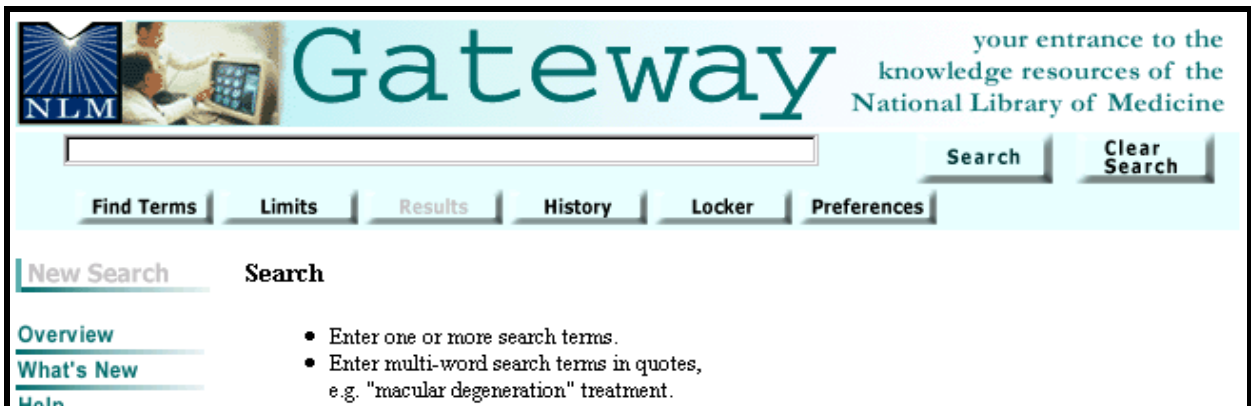 NLM
Gateway
your entrance to the
knowledge resources of the
National Library of Medicine
Search
Clear
Search
Find Terms Limits Results History Locker Preferences
New Search
Search
Overview
• Enter one or more search terms.
What's New
• Enter multi-word search terms in quotes,
e.g. "macular degeneration" treatment.
Help